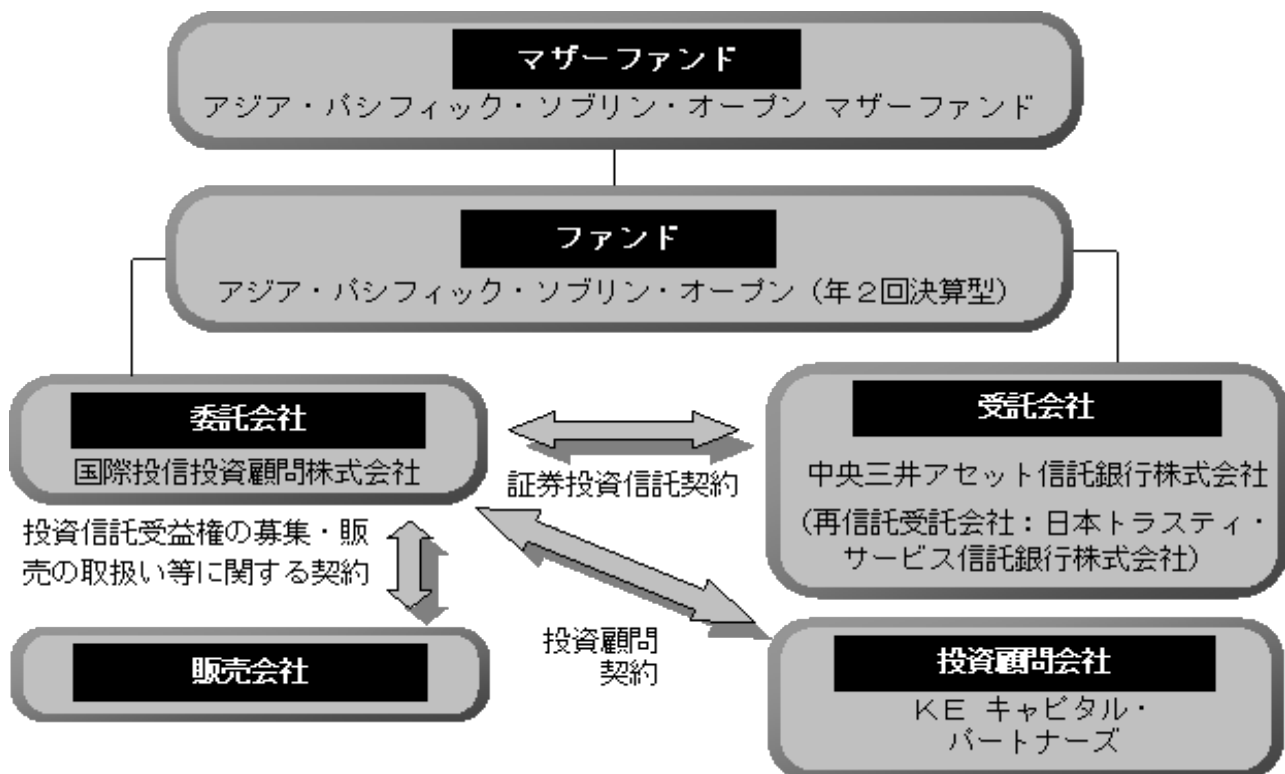 マザーファンド
アジア・パシフィック・ソブリン・オープン マザーファンド
ファンド
アジア・パシフィック・ソブリン・オープン（年２回決算型）
委託会社
国際投信投資顧問株式会社
証券投資信託契約
受託会社
中央三井アセット信託銀行株式会社
（再信託受託会社：日本トラスティ・
サービス信託銀行株式会社）
投資信託受益権の募集・販
売の取扱い等に関する契約
販売会社
投資顧問
契約
投資顧問会社
ＫＥ キャピタル・
パートナーズ